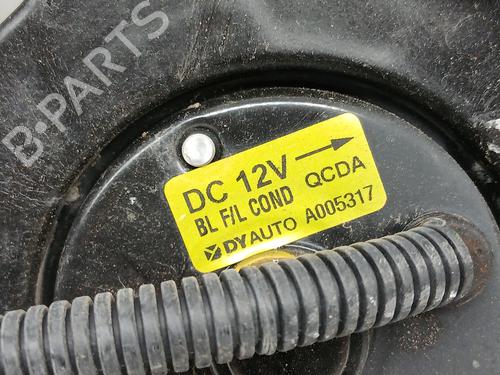 DC 12V →
BL F/L COND QCDA
DYAUTO A005317
B-PARTS